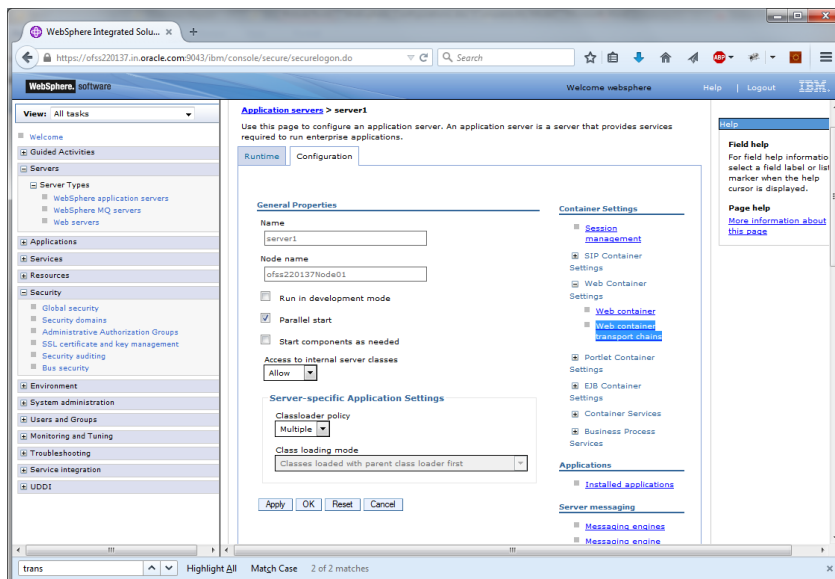 WebSphere Integrated Solu...
https://ofss220137.in.oracle.com:9043/ibm/console/secure/securelogon.do
Search
ABP
WebSphere. software
Welcome websphere
Help | Logout
IBM.
View: All tasks
Welcome
Guided Activities
Servers
Server Types
WebSphere application servers
WebSphere MQ servers
Web servers
Applications
Services
Resources
Security
Global security
Security domains
Administrative Authorization Groups
SSL certificate and key management
Security auditing
Bus security
Environment
System administration
Users and Groups
Monitoring and Tuning
Troubleshooting
Service integration
UDDI
Application servers > server1
Use this page to configure an application server. An application server is a server that provides services
required to run enterprise applications.
Runtime
Configuration
General Properties
Name
server1
Node name
ofss220137Node01
Run in development mode
Parallel start
Start components as needed
Access to internal server classes
Allow
Server-specific Application Settings
Classloader policy
Multiple
Class loading mode
Classes loaded with parent class loader first
Apply
OK
Reset
Cancel
Container Settings
Session
management
SIP Container
Settings
Web Container
Settings
Web container
Web container
transport chains
Portlet Container
Settings
EJB Container
Settings
Container Services
Business Process
Services
Applications
Installed applications
Server messaging
Messaging engines
Messaging engine
Help
Field help
For field help informatio
select a field label or list
marker when the help
cursor is displayed.
Page help
More information about
this page
trans
Highlight All
Match Case
2 of 2 matches